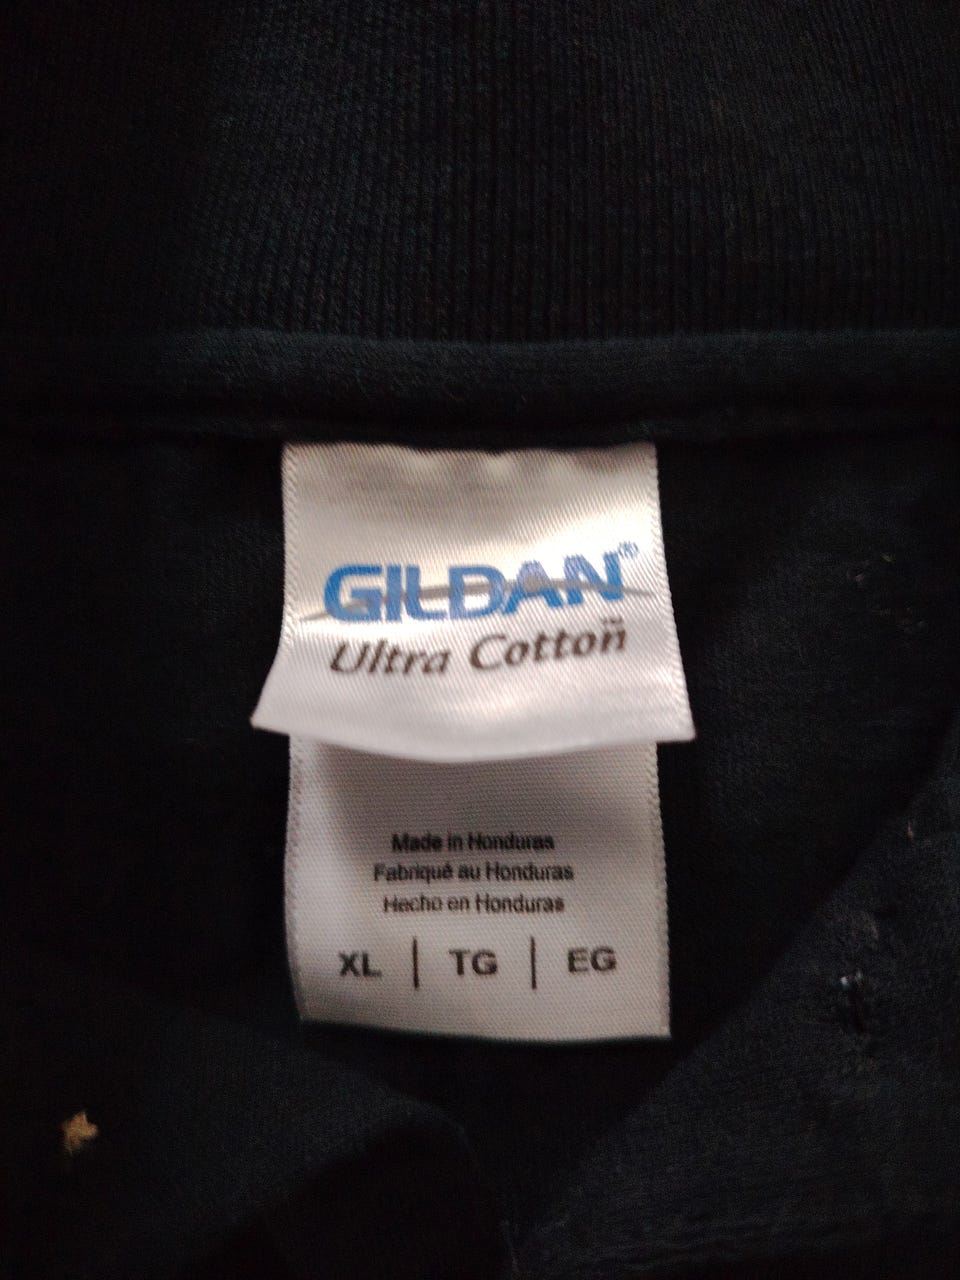 GILDAN®
Ultra Cotton
Made in Honduras
Fabriqué au Honduras
Hecho en Honduras
XL | TG | EG